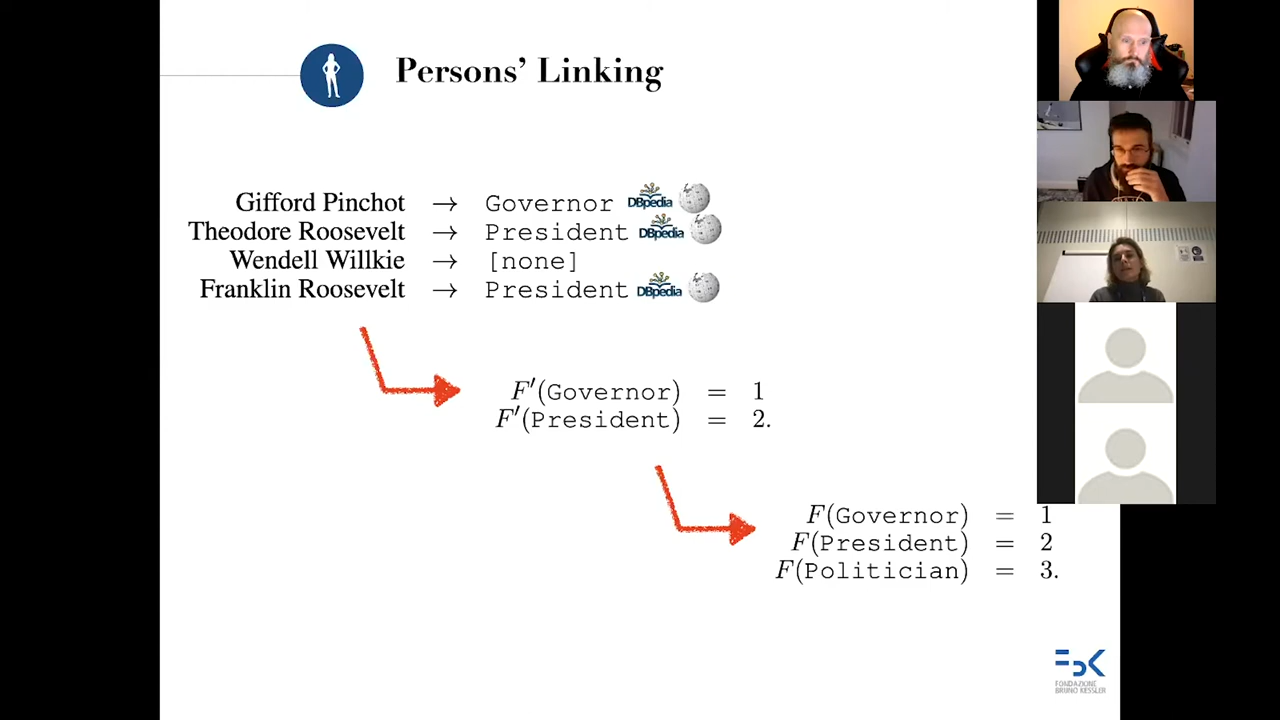 Persons' Linking
Gifford Pinchot → Governor DBpedia
Theodore Roosevelt → President DBpedia
Wendell Willkie → [none]
Franklin Roosevelt → President DBpedia
F′(Governor) = 1
F′(President) = 2.
F(Governor) = 1
F(President) = 2
F(Politician) = 3.
FBK
FONDAZIONE
BRUNO KESSLER